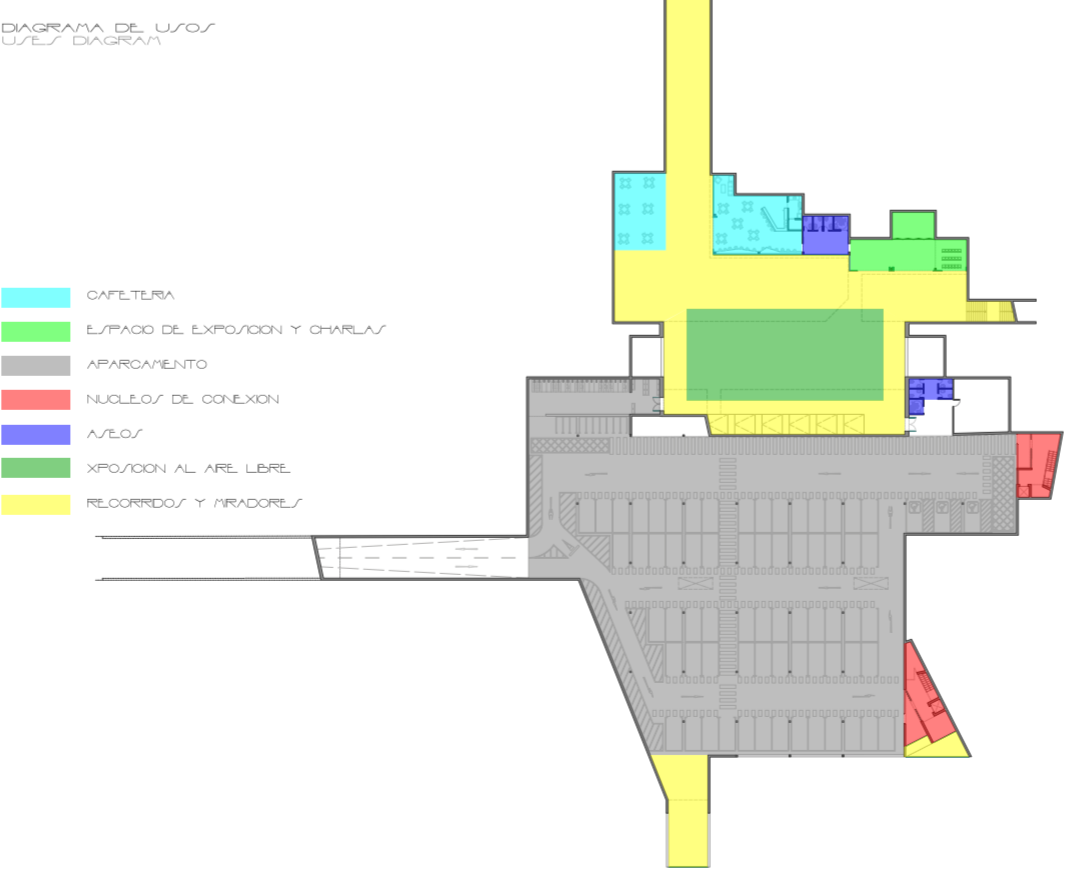 DIAGRAMA DE USOS
USES DIAGRAM
CAFETERIA
ESPACIO DE EXPOSICION Y CHARLAS
APARCAMIENTO
NUCLEOS DE CONEXION
ASEOS
XPOSICION AL AIRE LIBRE
RECORRIDOS Y MIRADORES